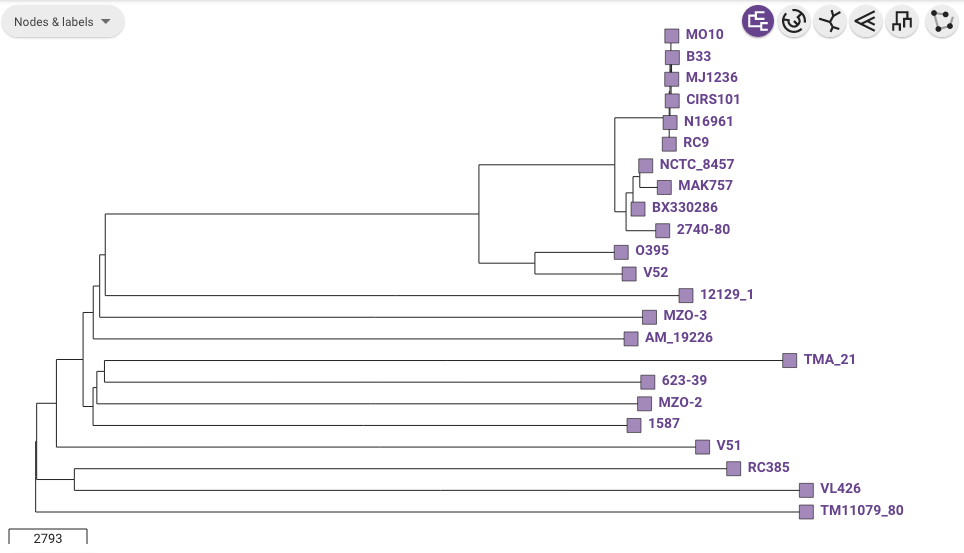 Nodes & labels
MO10
B33
MJ1236
CIRS101
N16961
RC9
NCTC_8457
MAK757
BX330286
2740-80
O395
V52
12129_1
MZO-3
AM_19226
TMA_21
623-39
MZO-2
1587
V51
RC385
VL426
TM11079_80
2793